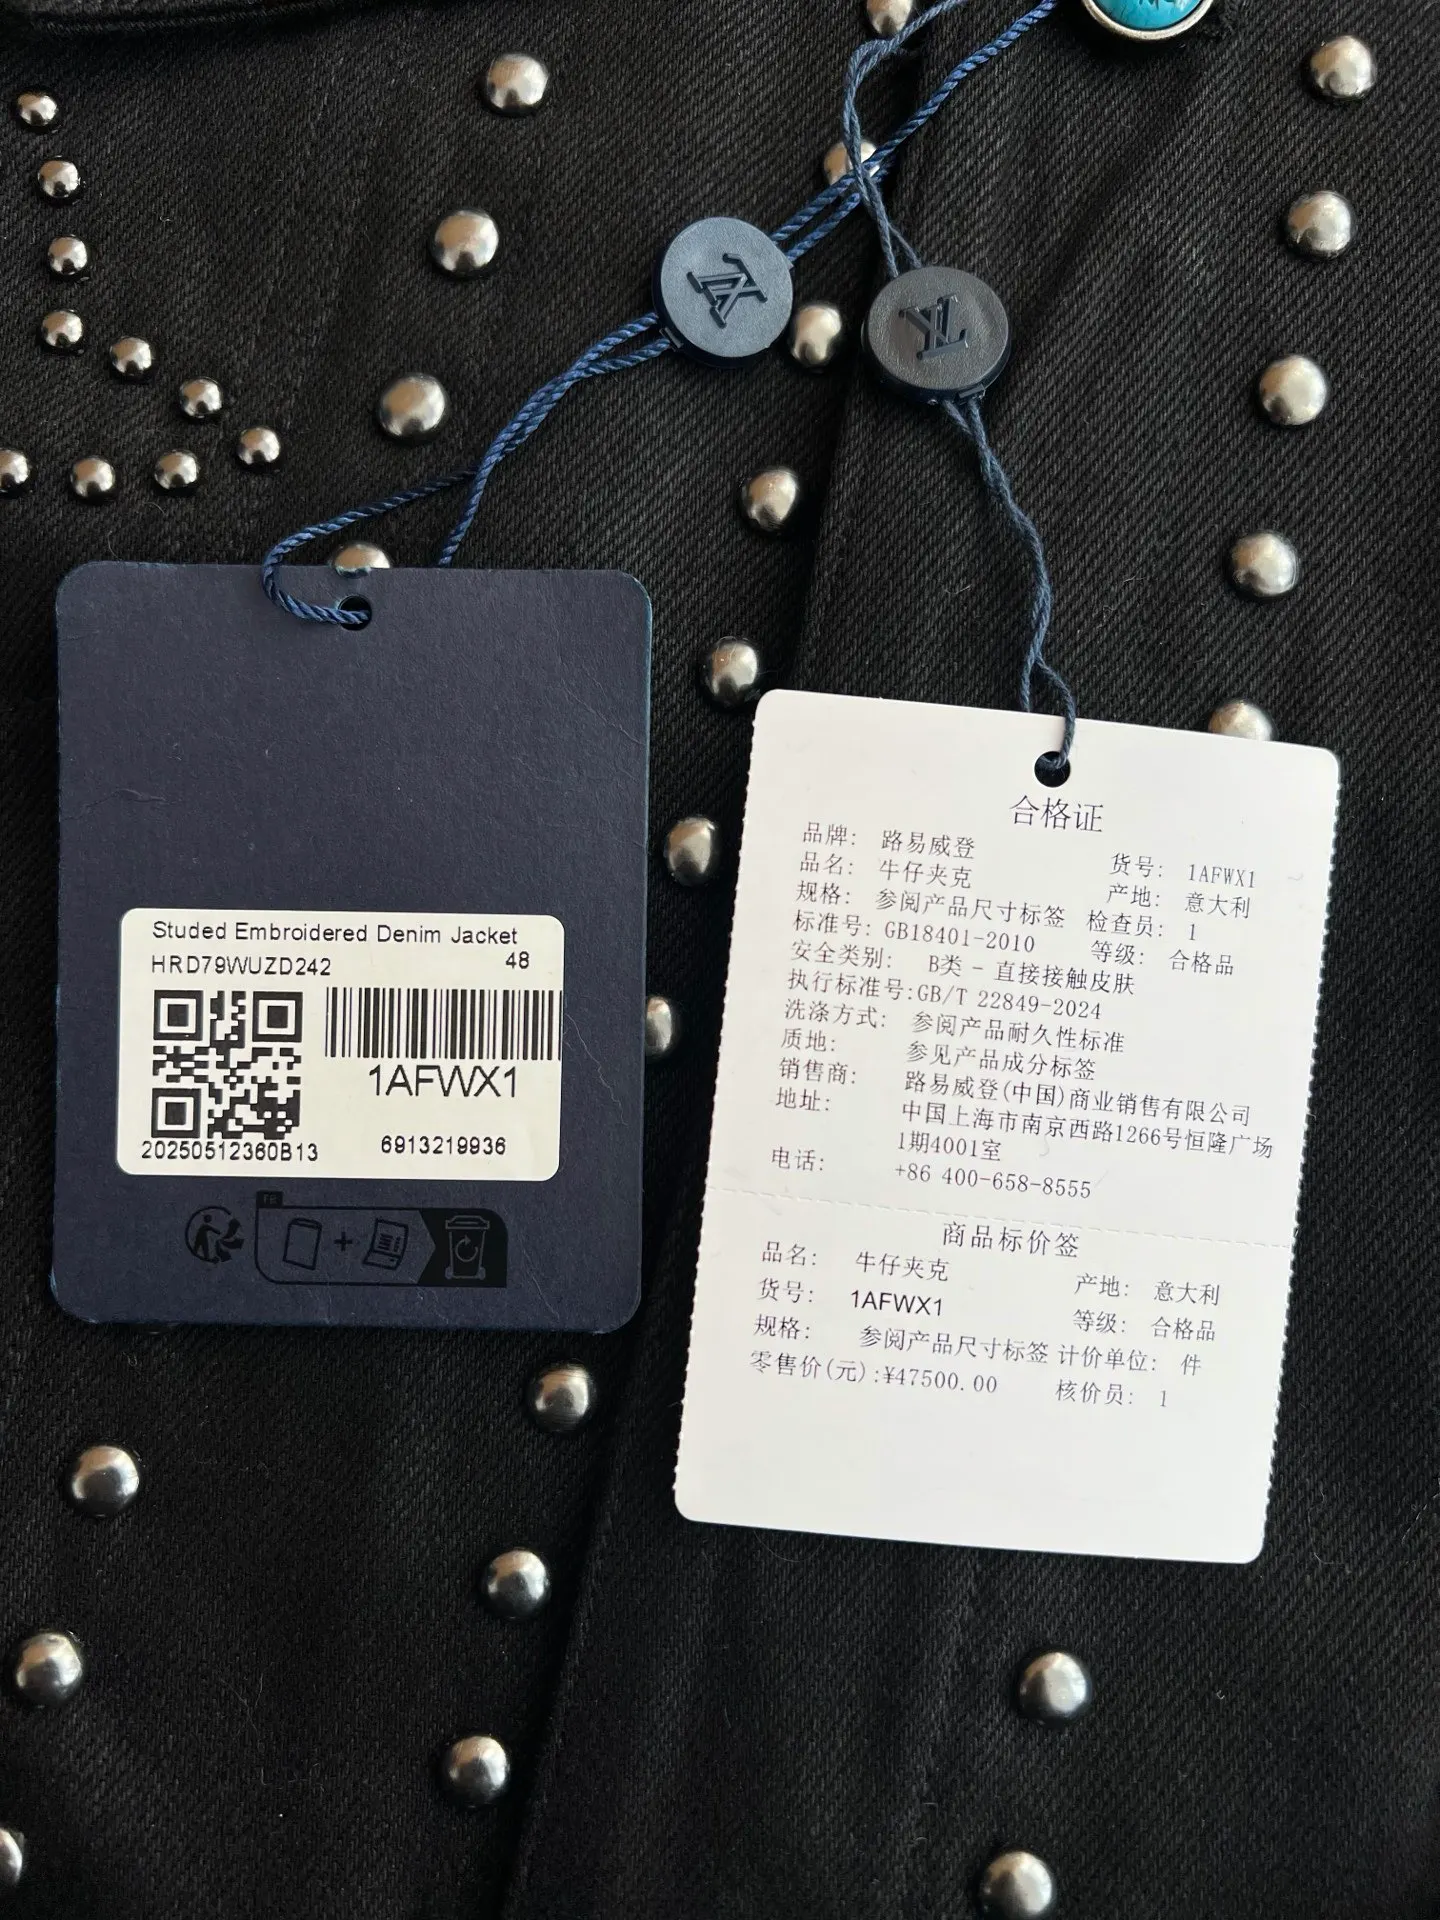 LV
LV
Studed Embroidered Denim Jacket
HRD79WUZD242 48
1AFWX1
20250512360B13 6913219936
FR
合格证
品牌: 路易威登 货号: 1AFWX1
品名: 牛仔夹克 产地: 意大利
规格: 参阅产品尺寸标签 检查员: 1
标准号: GB18401-2010 等级: 合格品
安全类别: B类 - 直接接触皮肤
执行标准号:GB/T 22849-2024
洗涤方式: 参阅产品耐久性标准
质地: 参见产品成分标签
销售商: 路易威登(中国)商业销售有限公司
地址: 中国上海市南京西路1266号恒隆广场
1期4001室
电话: +86 400-658-8555
商品标价签
品名: 牛仔夹克 产地: 意大利
货号: 1AFWX1 等级: 合格品
规格: 参阅产品尺寸标签 计价单位: 件
零售价(元):¥47500.00 核价员: 1